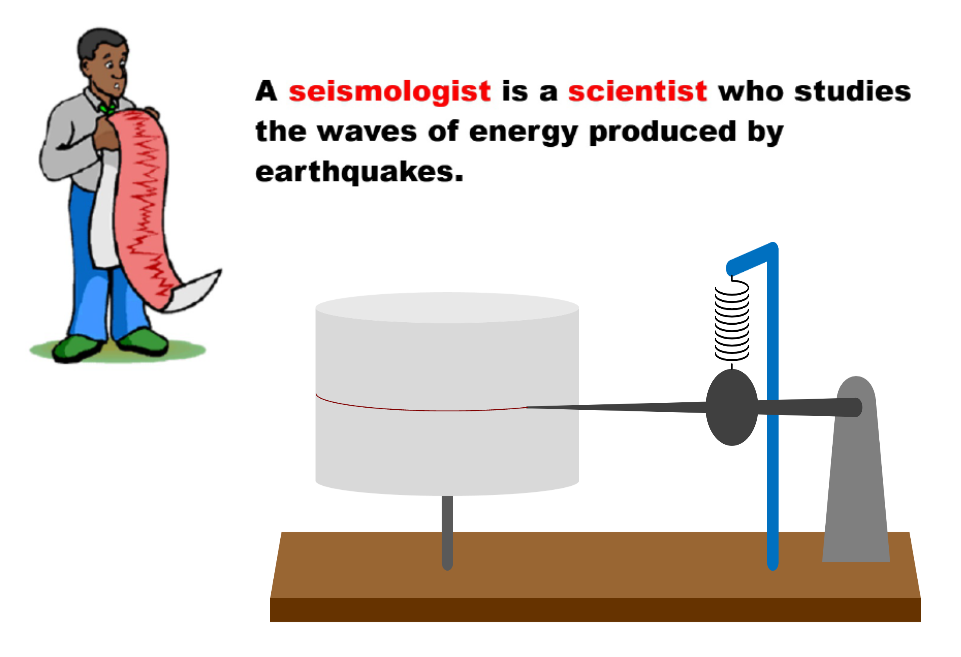 A seismologist is a scientist who studies
the waves of energy produced by
earthquakes.